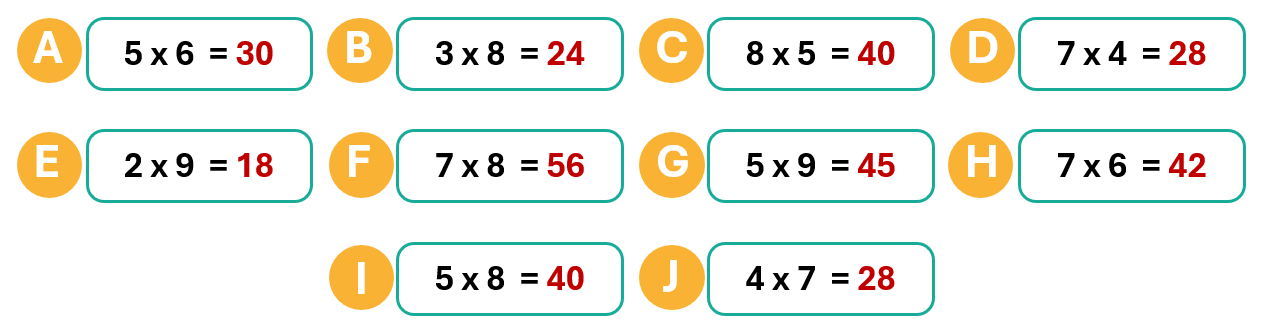 A 5 x 6 = 30 B 3 x 8 = 24 C 8 x 5 = 40 D 7 x 4 = 28
E 2 x 9 = 18 F 7 x 8 = 56 G 5 x 9 = 45 H 7 x 6 = 42
I 5 x 8 = 40 J 4 x 7 = 28